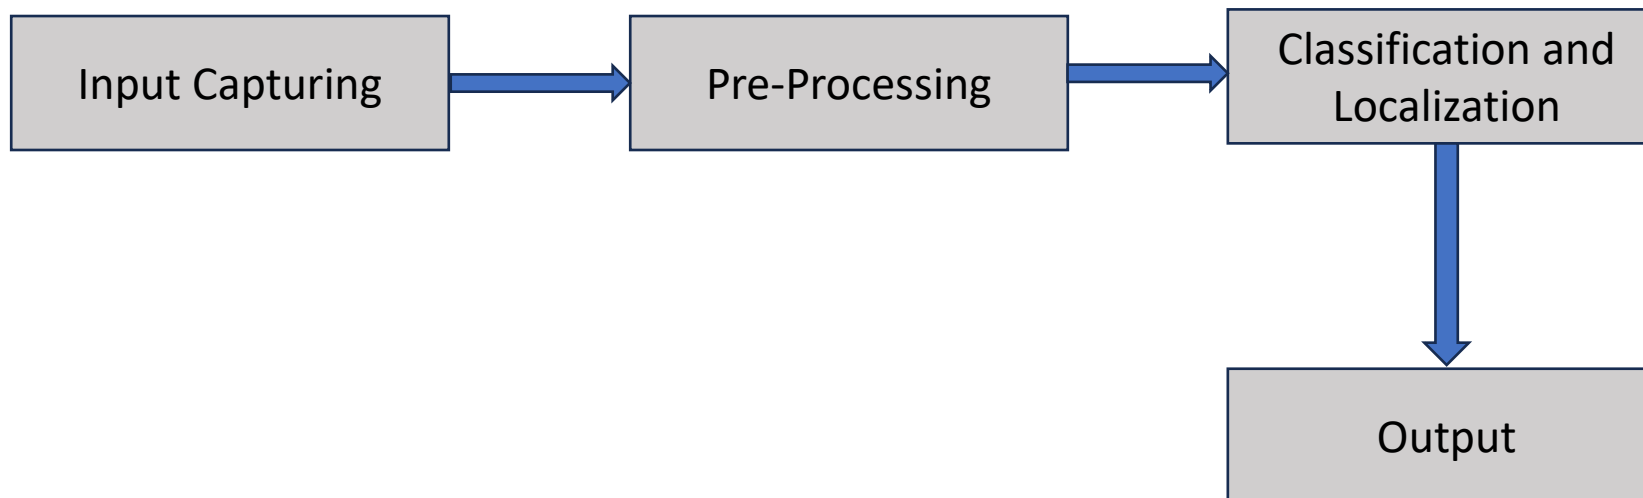 Input Capturing
Pre-Processing
Classification and
Localization
Output